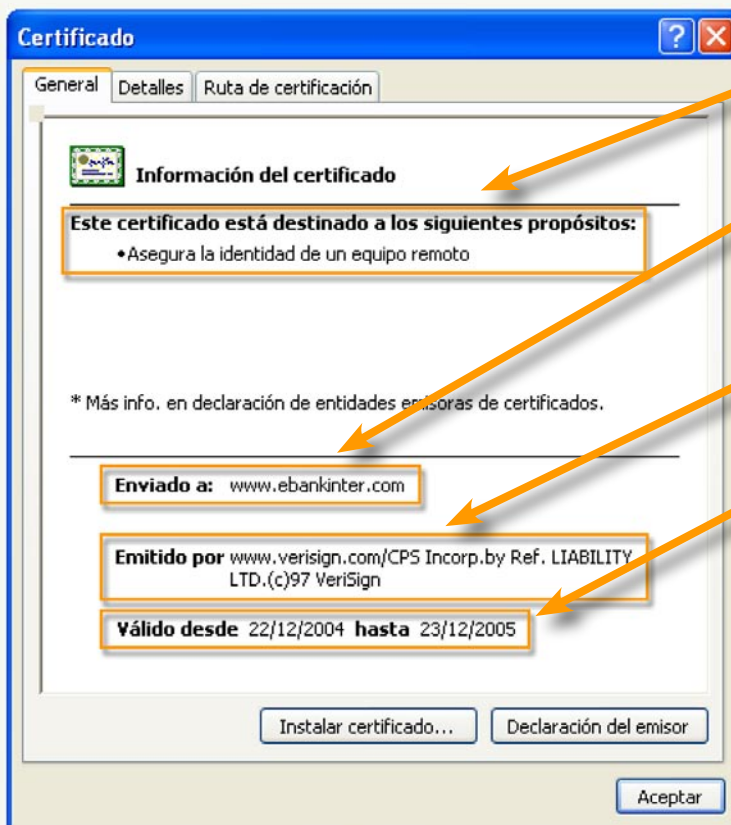 Certificado
General Detalles Ruta de certificación
Información del certificado
Este certificado está destinado a los siguientes propósitos:
•Asegura la identidad de un equipo remoto
* Más info. en declaración de entidades emisoras de certificados.
Enviado a: www.ebankinter.com
Emitido por www.verisign.com/CPS Incorp.by Ref. LIABILITY
LTD.(c)97 VeriSign
Válido desde 22/12/2004 hasta 23/12/2005
Instalar certificado... Declaración del emisor
Aceptar